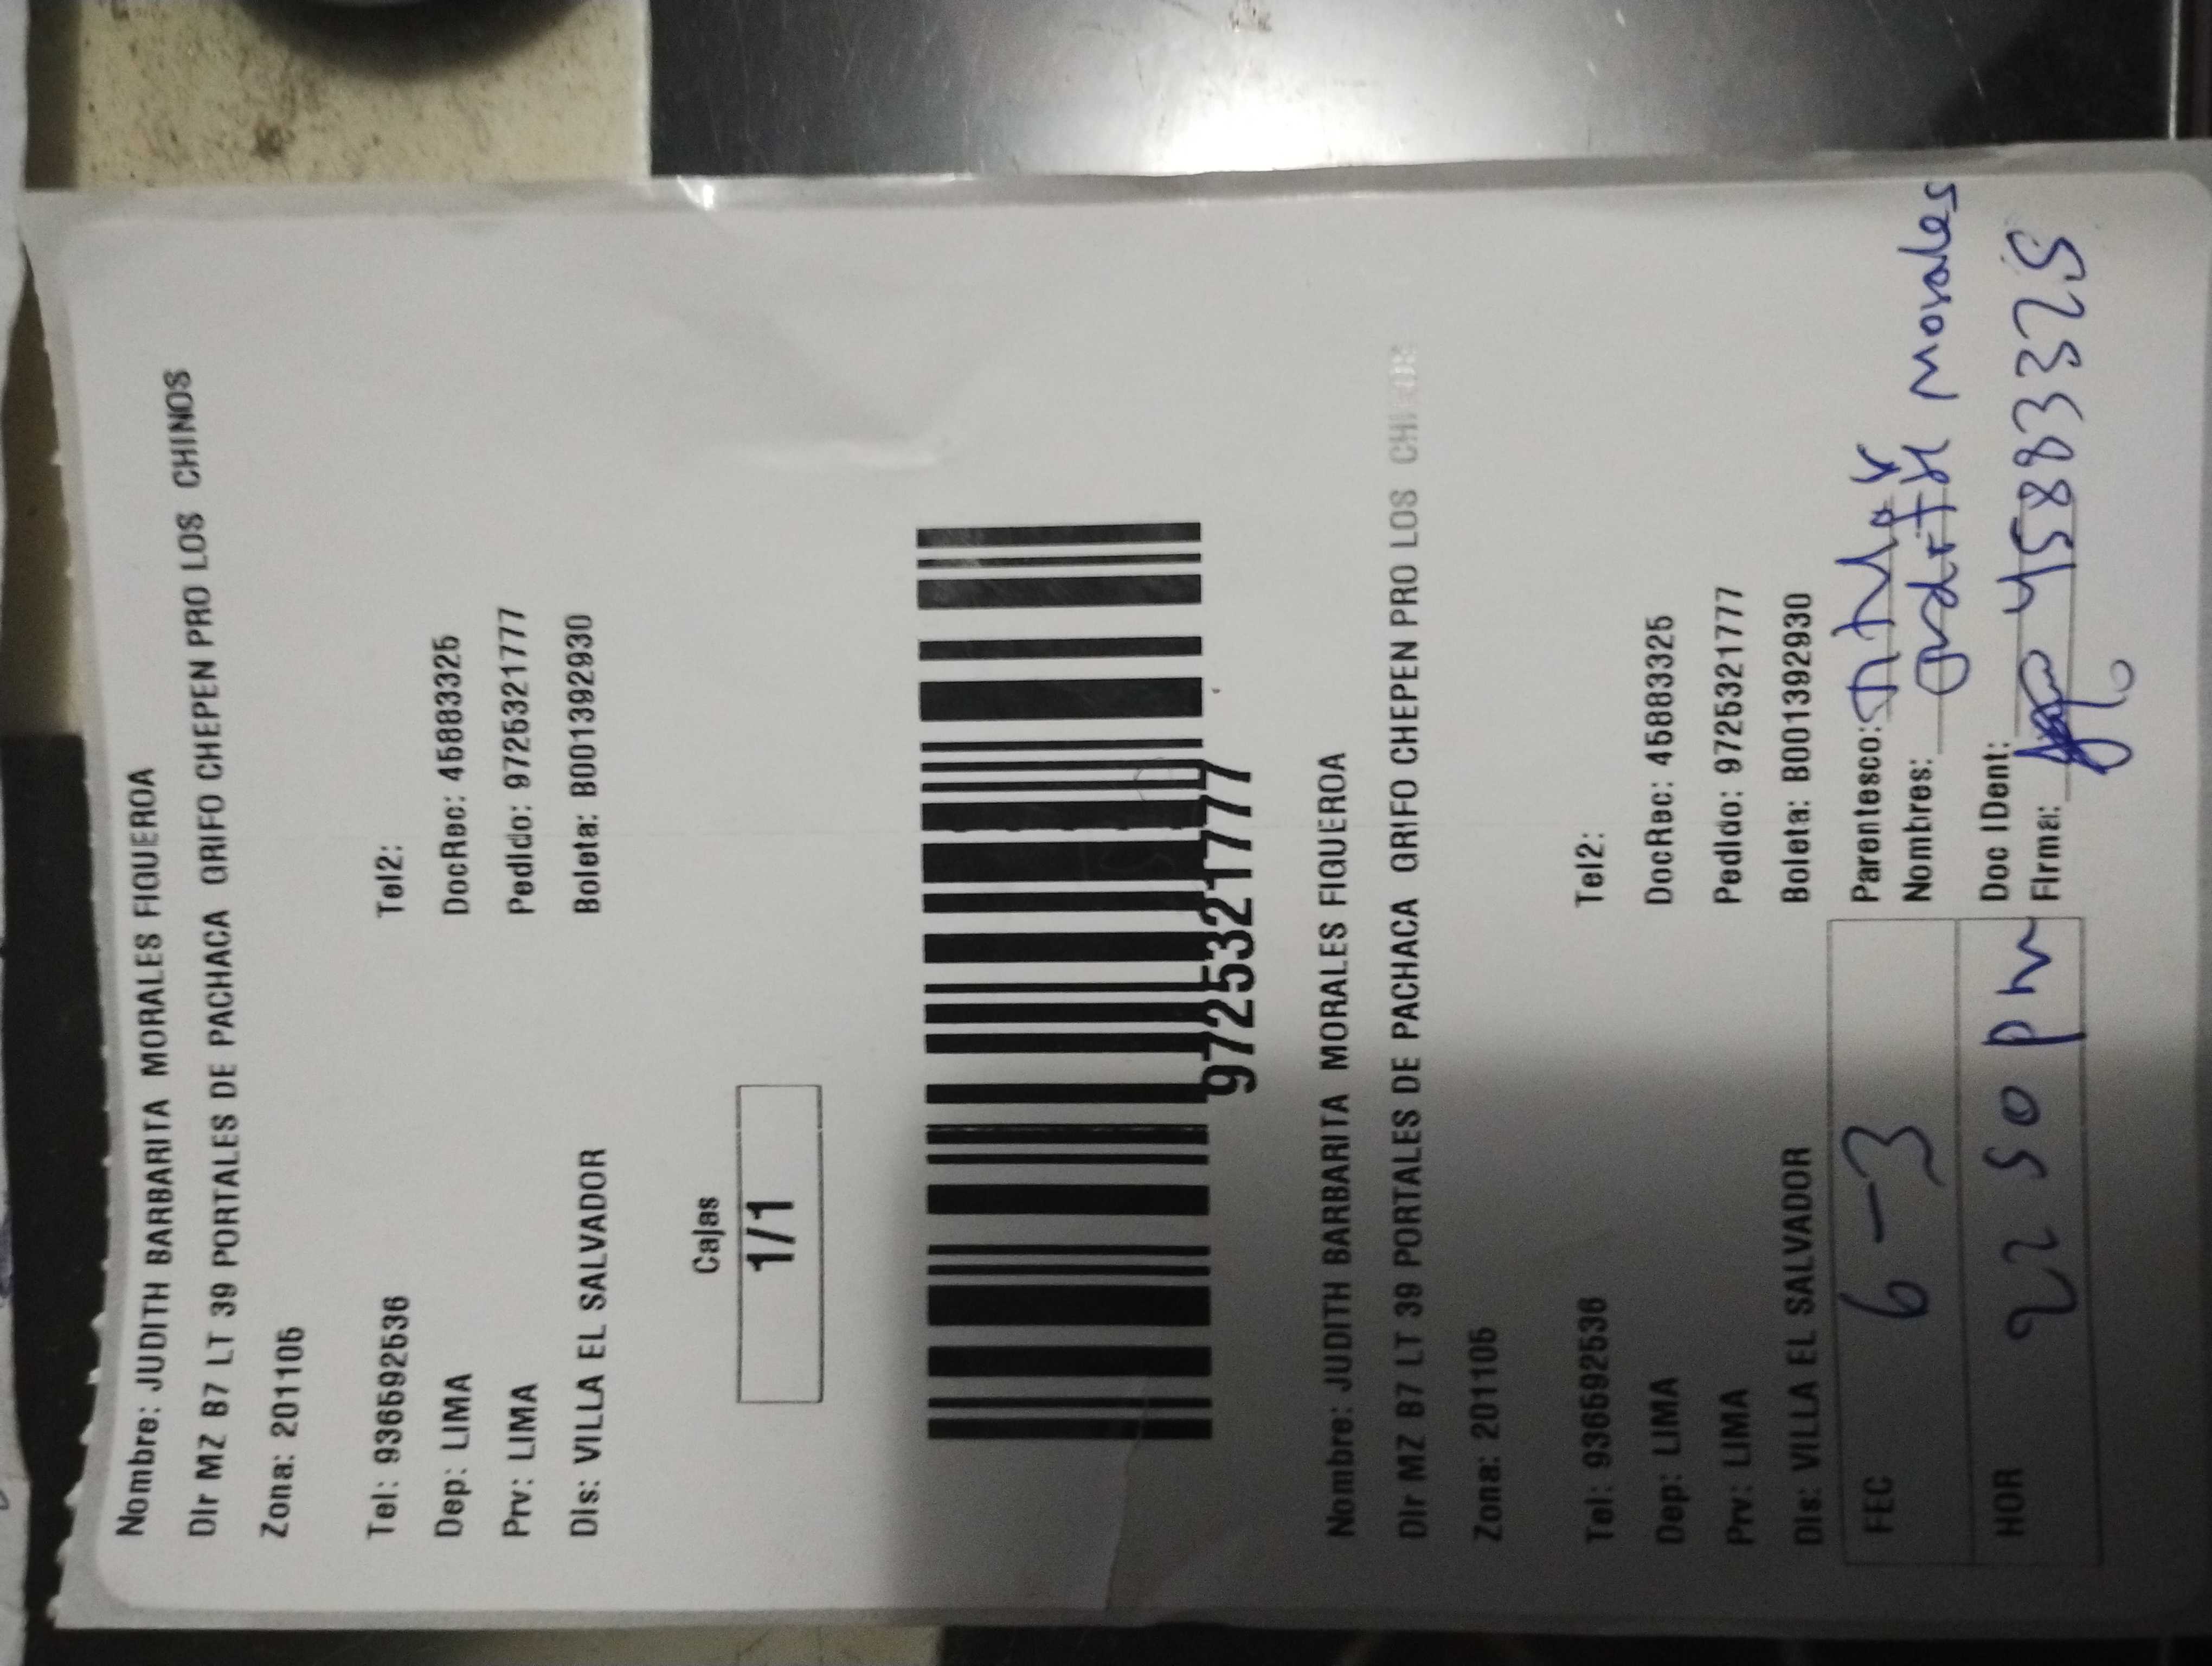 Nombre: JUDITH BARBARITA MORALES FIGUEROA
Dir MZ B7 LT 39 PORTALES DE PACHACA GRIFO CHEPEN PRO LOS CHINOS
Zona: 201105
Tel: 936592536 Tel2:
Dep: LIMA DocRec: 45883325
Prv: LIMA Pedido: 9725321777
Dis: VILLA EL SALVADOR Boleta: B001392930
Cajas
1/1
9725321777
Nombre: JUDITH BARBARITA MORALES FIGUEROA
Dir MZ B7 LT 39 PORTALES DE PACHACA GRIFO CHEPEN PRO LOS CHINOS
Zona: 201105
Tel: 936592536 Tel2:
Dep: LIMA DocRec: 45883325
Prv: LIMA Pedido: 9725321777
Dis: VILLA EL SALVADOR Boleta: B001392930
FEC 6-3 Parentesco:
Nombres: Judith Morales
HOR 2 2 50 pm Doc IDent: 45883325
Firma: